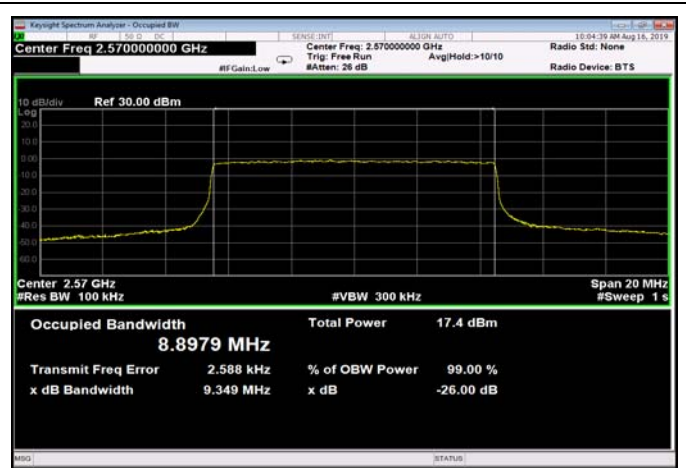 Keysight Spectrum Analyzer - Occupied BW
RF 50 Ω DC SENSE:INT ALIGN AUTO 10:04:39 AM Aug 16, 2019
Center Freq 2.570000000 GHz Center Freq: 2.570000000 GHz Radio Std: None
Trig: Free Run Avg|Hold:>10/10
#IFGain:Low #Atten: 26 dB Radio Device: BTS
10 dB/div Ref 30.00 dBm
Log
20.0
10.0
0.00
10.0
20.0
30.0
40.0
50.0
60.0
Center 2.57 GHz Span 20 MHz
#Res BW 100 kHz #VBW 300 kHz #Sweep 1 s
Occupied Bandwidth Total Power 17.4 dBm
8.8979 MHz
Transmit Freq Error 2.588 kHz % of OBW Power 99.00 %
x dB Bandwidth 9.349 MHz x dB -26.00 dB
MSG STATUS